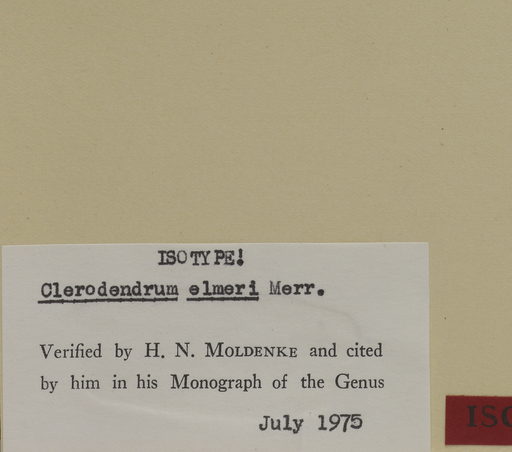 ISOTYPE!
Clerodendrum elmeri Merr.
Verified by H. N. MOLDENKE and cited
by him in his Monograph of the Genus
July 1975